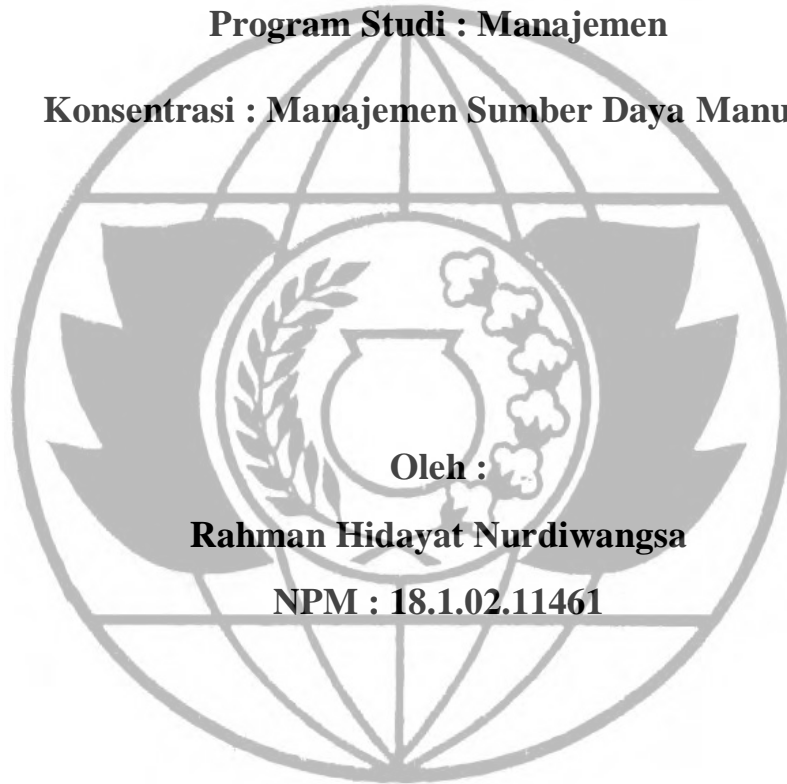 Program Studi : Manajemen
Konsentrasi : Manajemen Sumber Daya Manu
Oleh :
Rahman Hidayat Nurdiwangsa
NPM : 18.1.02.11461